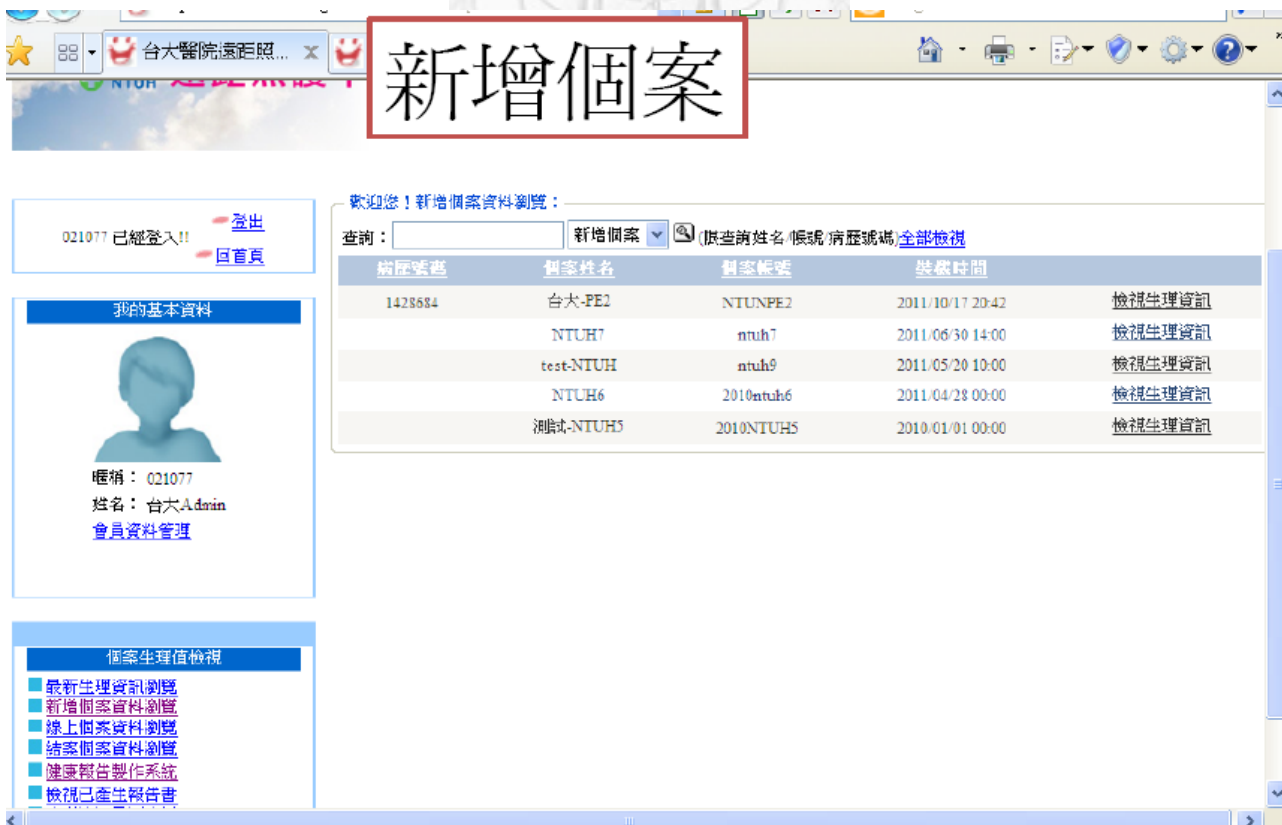 新增個案
台大醫院遠距照...
NTUH
歡迎您！新增個案資料瀏覽：
021077 已經登入!!
登出
回首頁
查詢：
新增個案
(限查詢姓名/帳號/病歷號碼)全部檢視
病歷號碼 個案姓名 個案帳號 裝機時間
1428684 台大-PE2 NTUNPE2 2011/10/17 20:42 檢視生理資訊
NTUH7 ntuh7 2011/06/30 14:00 檢視生理資訊
test-NTUH ntuh9 2011/05/20 10:00 檢視生理資訊
NTUH6 2010ntuh6 2011/04/28 00:00 檢視生理資訊
測試-NTUH5 2010NTUH5 2010/01/01 00:00 檢視生理資訊
我的基本資料
暱稱： 021077
姓名： 台大Admin
會員資料管理
個案生理值檢視
最新生理資訊瀏覽
新增個案資料瀏覽
線上個案資料瀏覽
結案個案資料瀏覽
健康報告製作系統
檢視已產生報告書